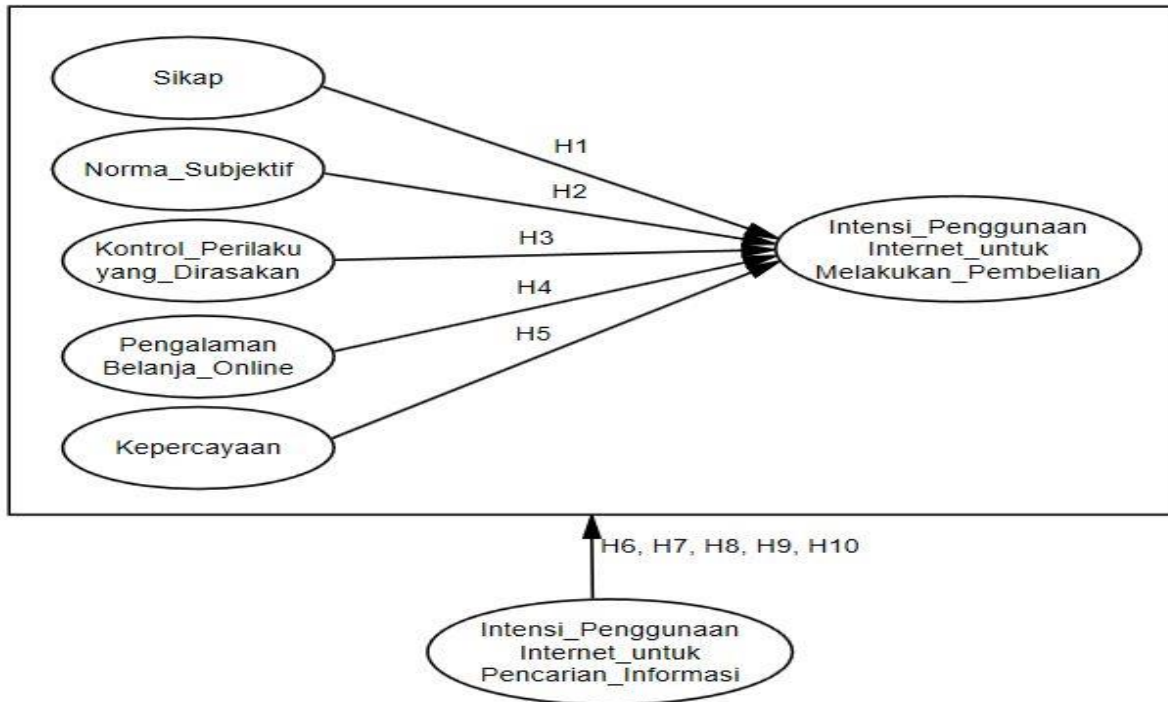 Sikap
H1
Norma_Subjektif
H2
Kontrol_Perilaku
yang_Dirasakan
H3
Intensi_Penggunaan
Internet_untuk
Melakukan_Pembelian
Pengalaman
Belanja_Online
H4
Kepercayaan
H5
H6, H7, H8, H9, H10
Intensi_Penggunaan
Internet_untuk
Pencarian_Informasi